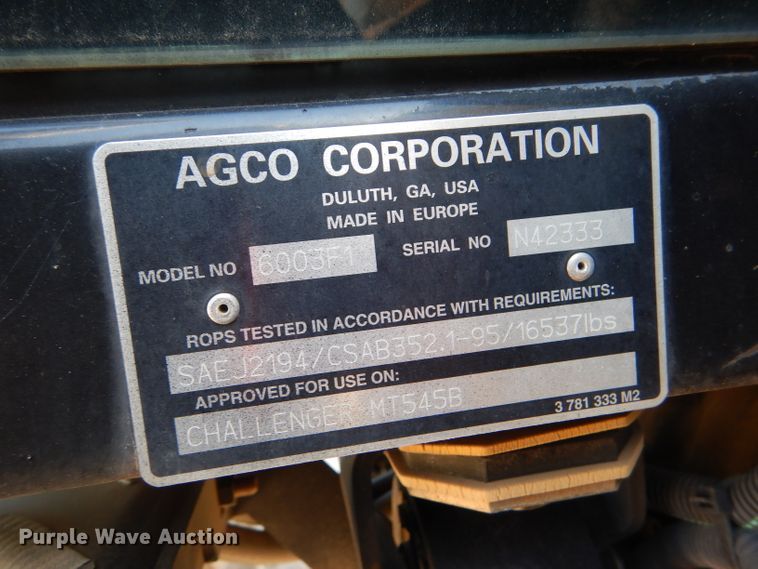 AGCO CORPORATION
DULUTH, GA, USA
MADE IN EUROPE
MODEL NO 6003F1 SERIAL NO N42333
ROPS TESTED IN ACCORDANCE WITH REQUIREMENTS:
SAEJ2194/CSAB352.1-95/16537lbs
APPROVED FOR USE ON:
CHALLENGER MT545B
3 781 333 M2
Purple Wave Auction